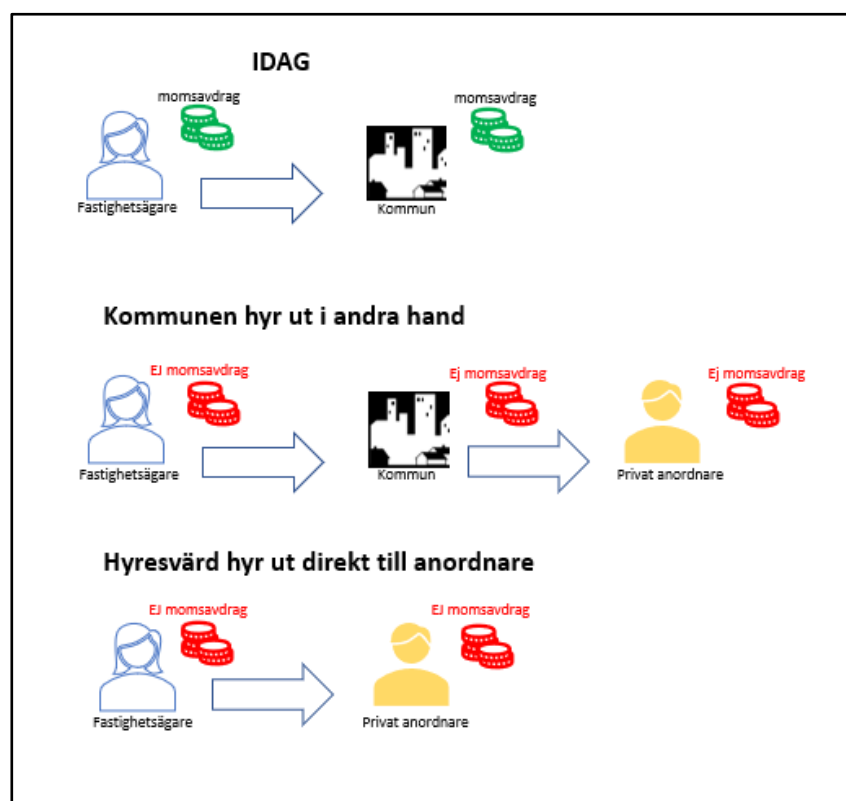 IDAG
momsavdrag
momsavdrag
Fastighetsägare
Kommun
Kommunen hyr ut i andra hand
EJ momsavdrag
Ej momsavdrag
Ej momsavdrag
Fastighetsägare
Kommun
Privat anordnare
Hyresvärd hyr ut direkt till anordnare
EJ momsavdrag
EJ momsavdrag
Fastighetsägare
Privat anordnare